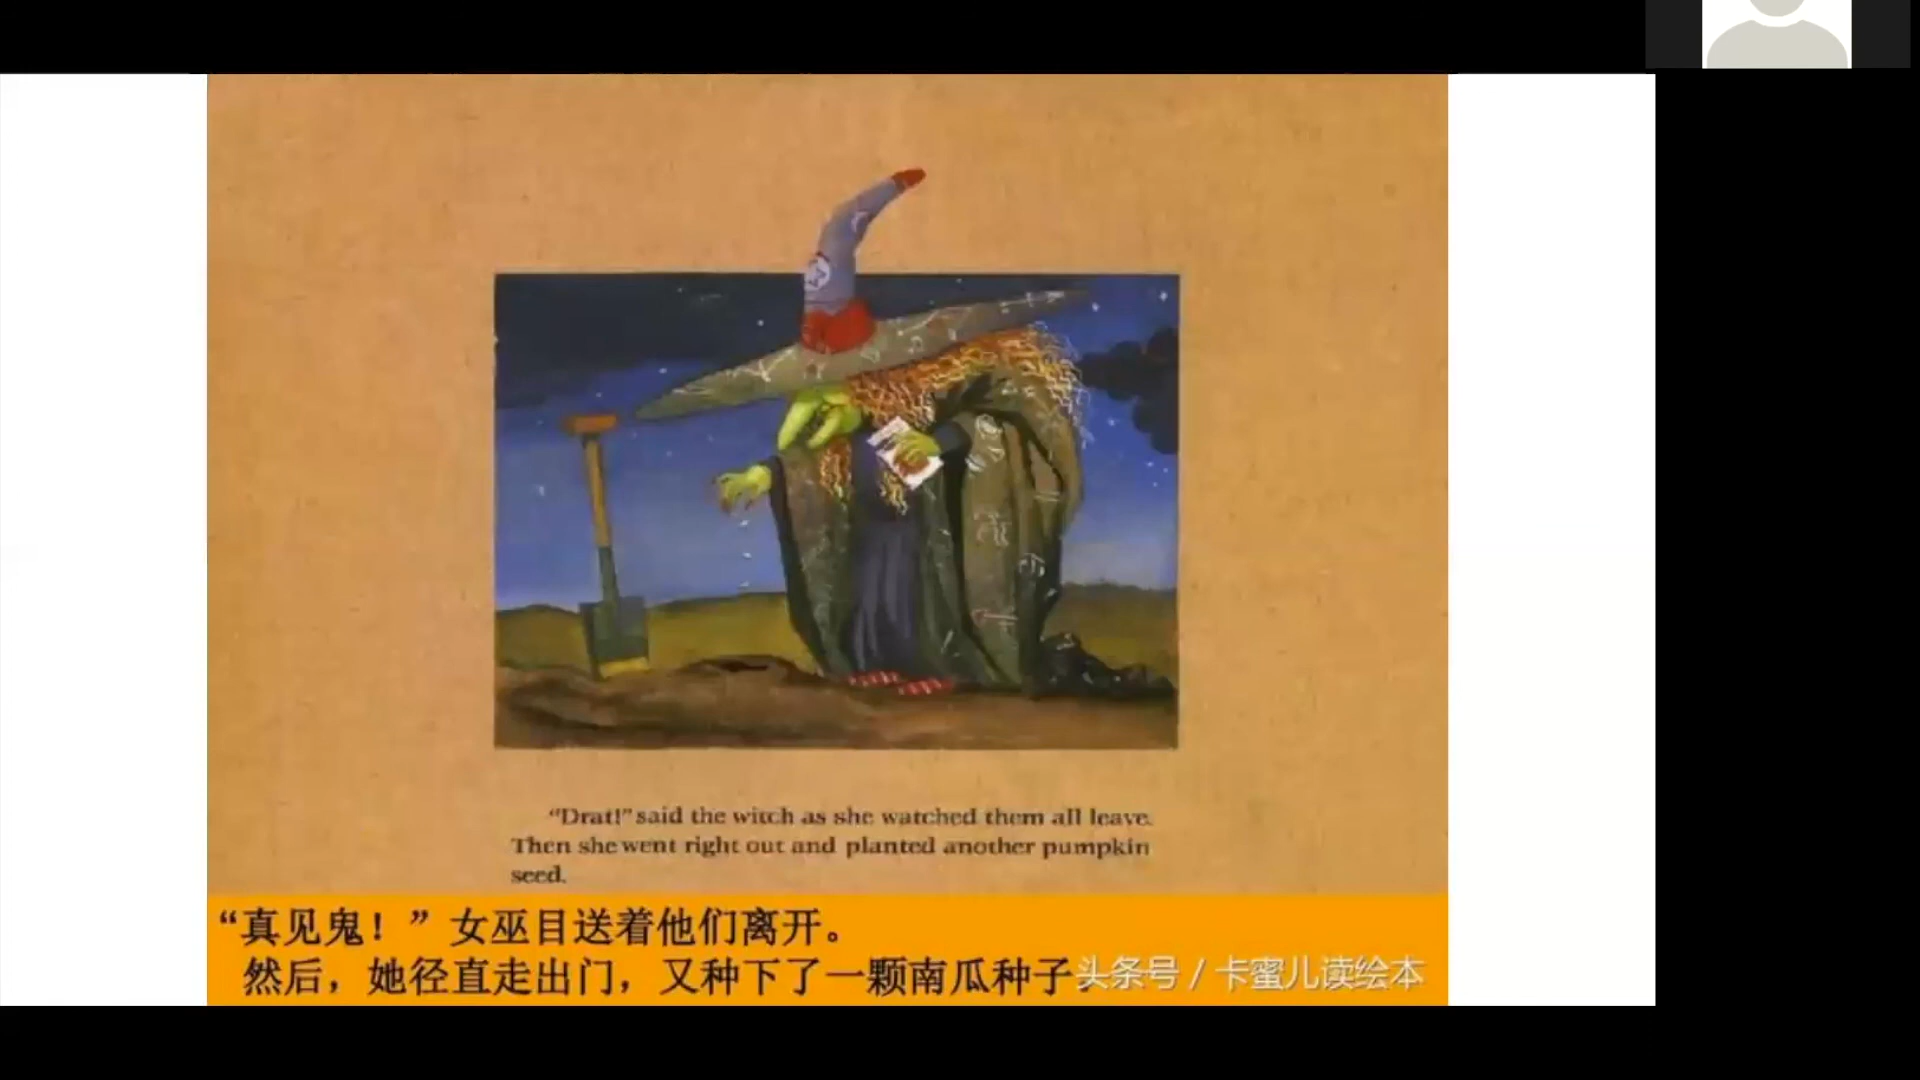 “Drat!” said the witch as she watched them all leave.
Then she went right out and planted another pumpkin
seed.
“真见鬼！”女巫目送着他们离开。
然后，她径直走出门，又种下了一颗南瓜种子。
头条号 / 卡蜜儿读绘本